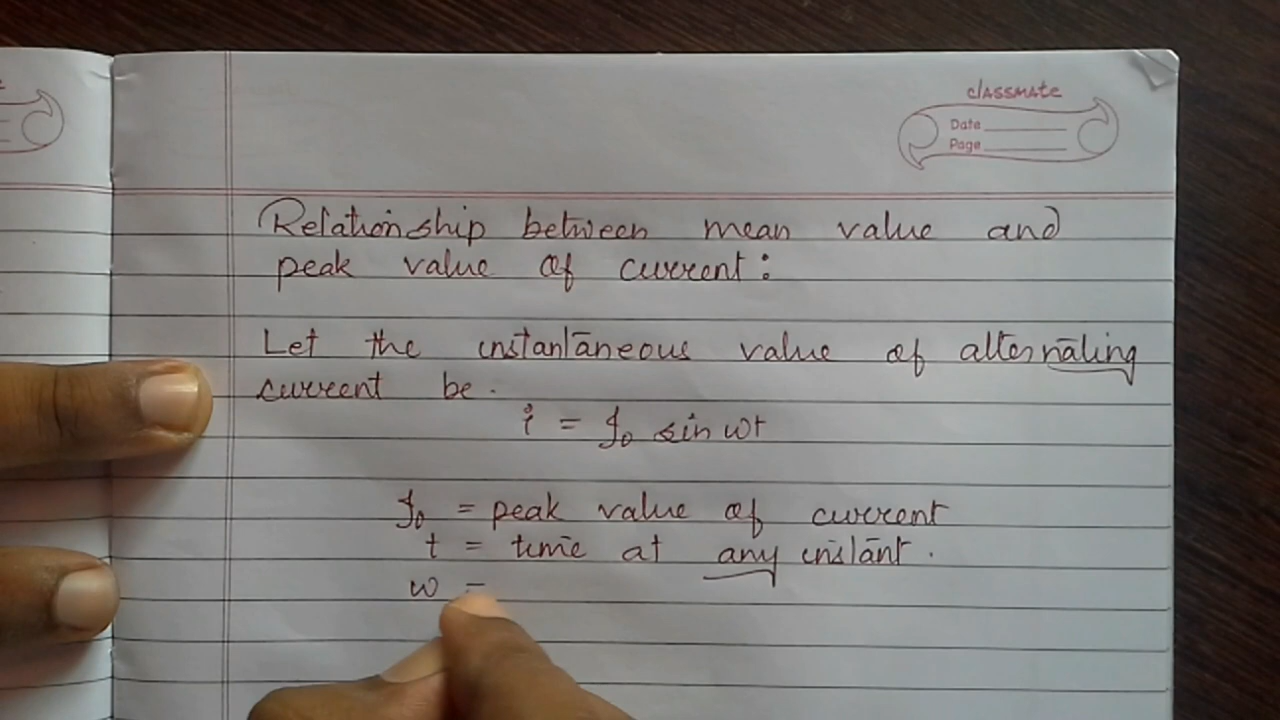 classmate
Date
Page
Relationship between mean value and
peak value of current:
Let the instantaneous value of alternating
current be.
i = I₀ sin ωt
I₀ = peak value of current
t = time at any instant.
ω =